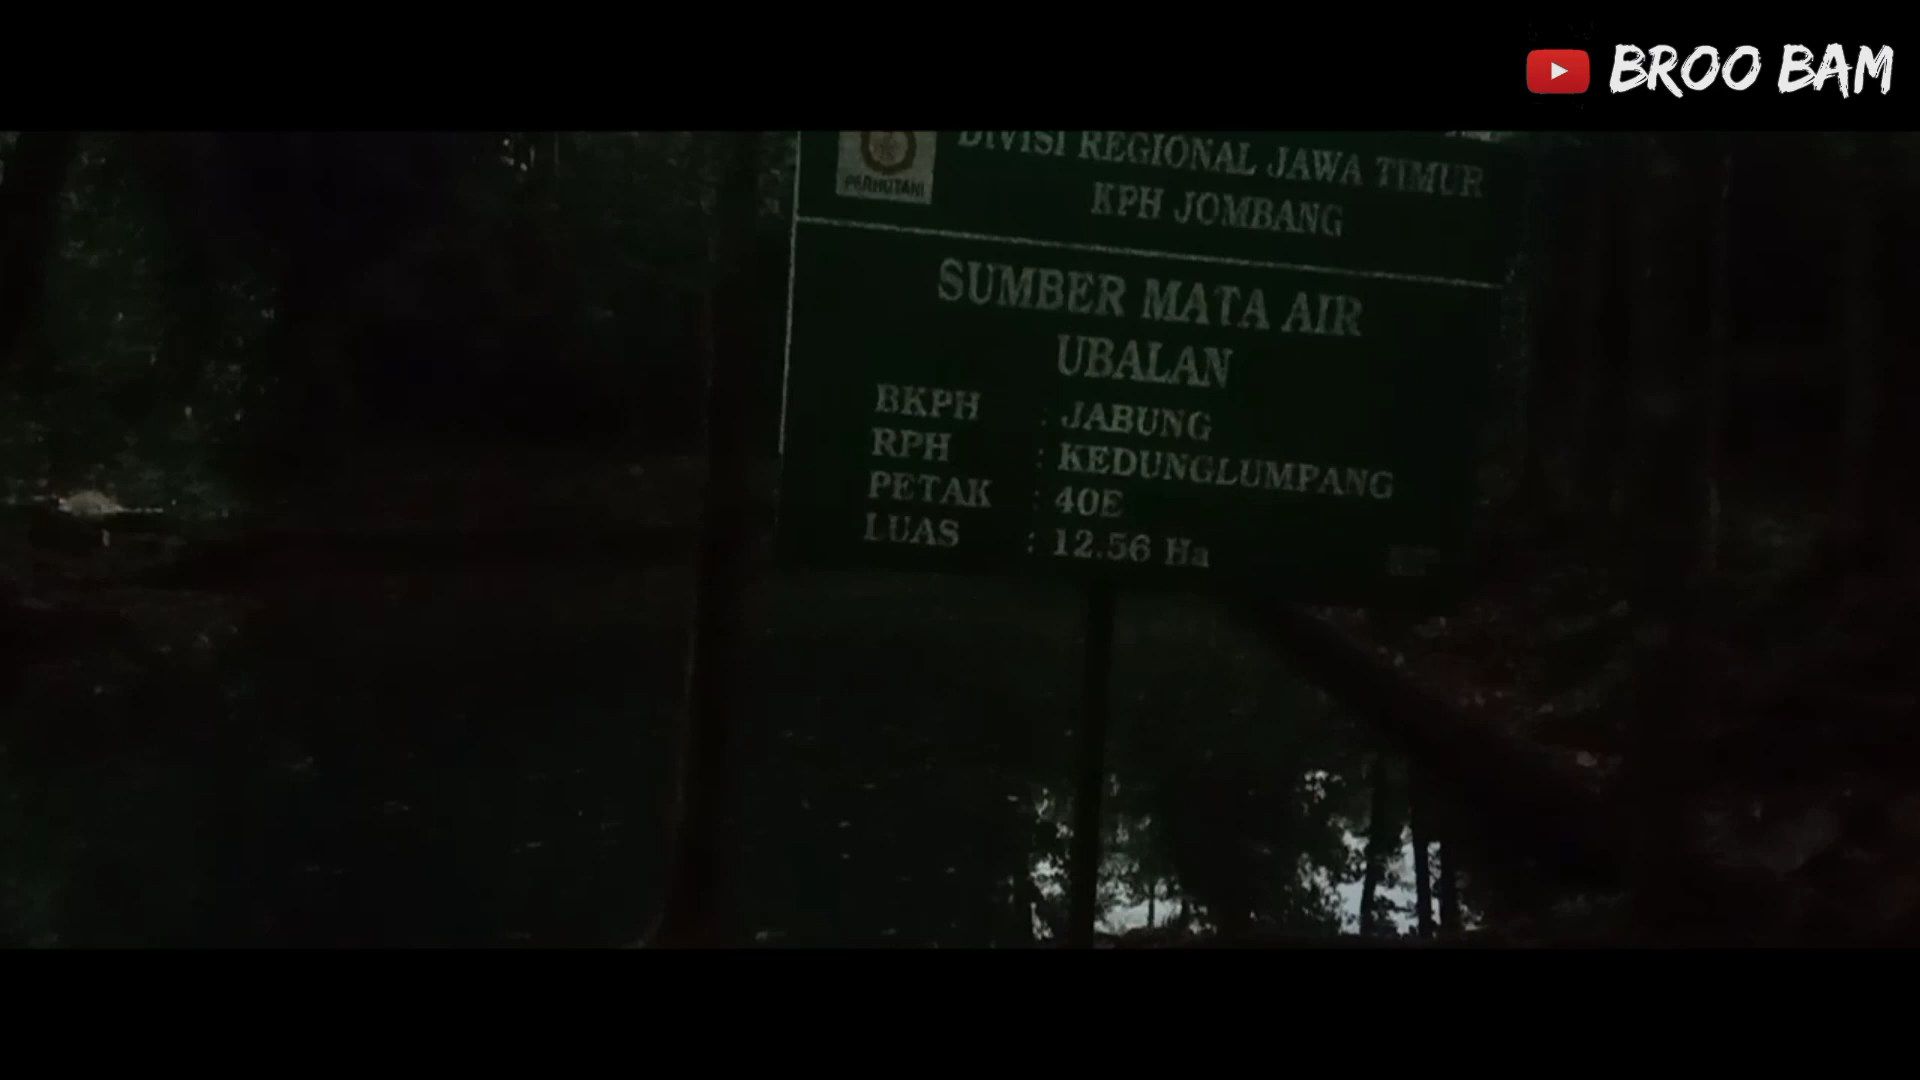 BROO BAM
DIVISI REGIONAL JAWA TIMUR
PERHUTANI
KPH JOMBANG
SUMBER MATA AIR
UBALAN
BKPH : JABUNG
RPH : KEDUNGLUMPANG
PETAK : 40E
LUAS : 12.56 Ha